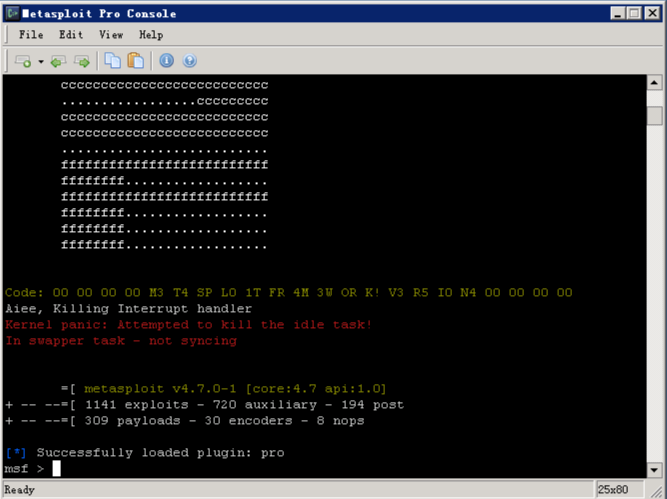 Metasploit Pro Console
File Edit View Help
cccccccccccccccccccccccccc
.................ccccccccc
cccccccccccccccccccccccccc
cccccccccccccccccccccccccc
..........................
ffffffffffffffffffffffffff
ffffffff..................
ffffffffffffffffffffffffff
ffffffff..................
ffffffff..................
ffffffff..................
Code: 00 00 00 00 M3 T4 SP L0 1T FR 4M 3W OR K! V3 R5 I0 N4 00 00 00 00
Aiee, Killing Interrupt handler
Kernel panic: Attempted to kill the idle task!
In swapper task - not syncing
=[ metasploit v4.7.0-1 [core:4.7 api:1.0]
+ -- --=[ 1141 exploits - 720 auxiliary - 194 post
+ -- --=[ 309 payloads - 30 encoders - 8 nops
[*] Successfully loaded plugin: pro
msf >
Ready 25x80